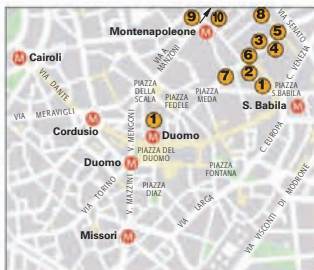 9 10 8
Montenapoleone M
VIA SENATO
5
3
4
6
7 2 1
VIA A.
MANZONI
C. VENEZIA
M Cairoli
VIA DANTE
PIAZZA
DELLA
SCALA
PIAZZA
FEDELE
PIAZZA
MEDA
PIAZZA
S.BABILA
S. Babila M
VIA MERAVIGLI
Cordusio M
V. MENGONI
1
M Duomo
C. EUROPA
PIAZZA DEL
DUOMO
Duomo M
PIAZZA
FONTANA
VIA TORINO
V. MAZZINI
PIAZZA
DIAZ
VIA LARGA
VIA VISCONTI DI MODRONE
Missori M